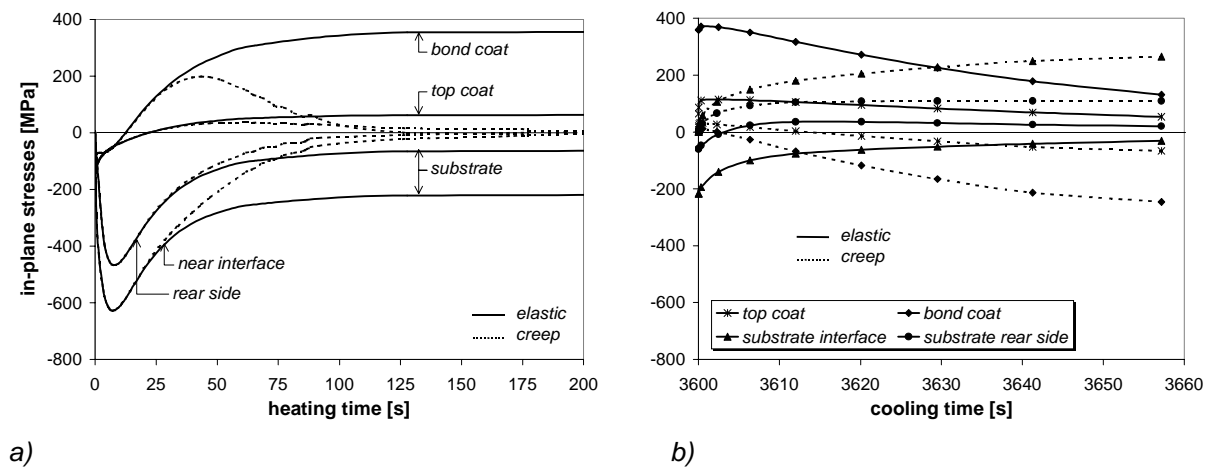 in-plane stresses [MPa]
400
200
0
-200
-400
-600
-800
bond coat
top coat
substrate
near interface
rear side
elastic
creep
0 25 50 75 100 125 150 175 200
heating time [s]
a)
400
200
0
-200
-400
-600
-800
elastic
creep
top coat bond coat
substrate interface substrate rear side
3600 3610 3620 3630 3640 3650 3660
cooling time [s]
b)